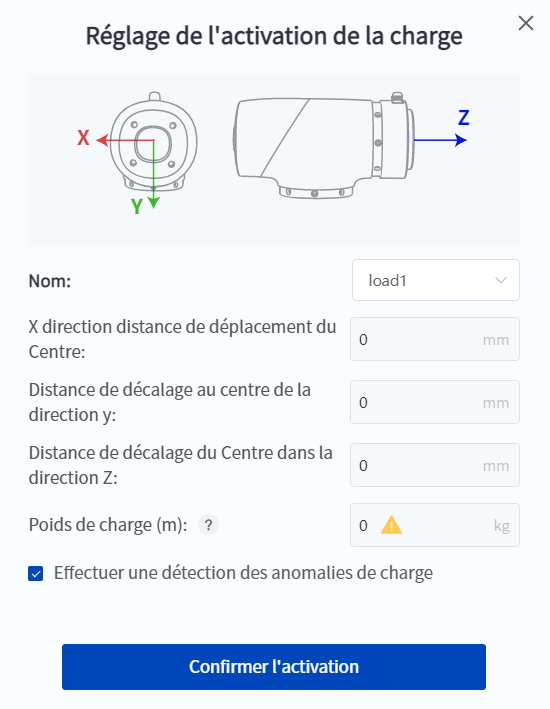 Réglage de l'activation de la charge
X
Y
Z
Nom:
load1
X direction distance de déplacement du
Centre:
0 mm
Distance de décalage au centre de la
direction y:
0 mm
Distance de décalage du Centre dans la
direction Z:
0 mm
Poids de charge (m): ?
0 kg
Effectuer une détection des anomalies de charge
Confirmer l'activation